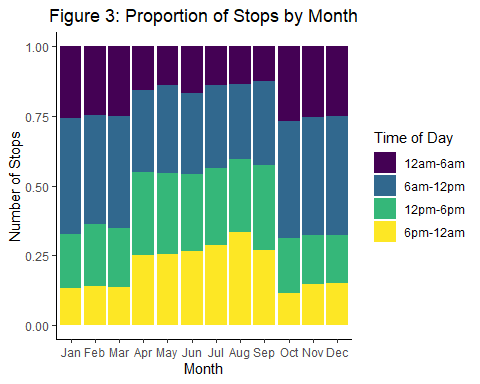 Figure 3: Proportion of Stops by Month
1.00
0.75
0.50
0.25
0.00
Number of Stops
Jan Feb Mar Apr May Jun Jul Aug Sep Oct Nov Dec
Month
Time of Day
12am-6am
6am-12pm
12pm-6pm
6pm-12am